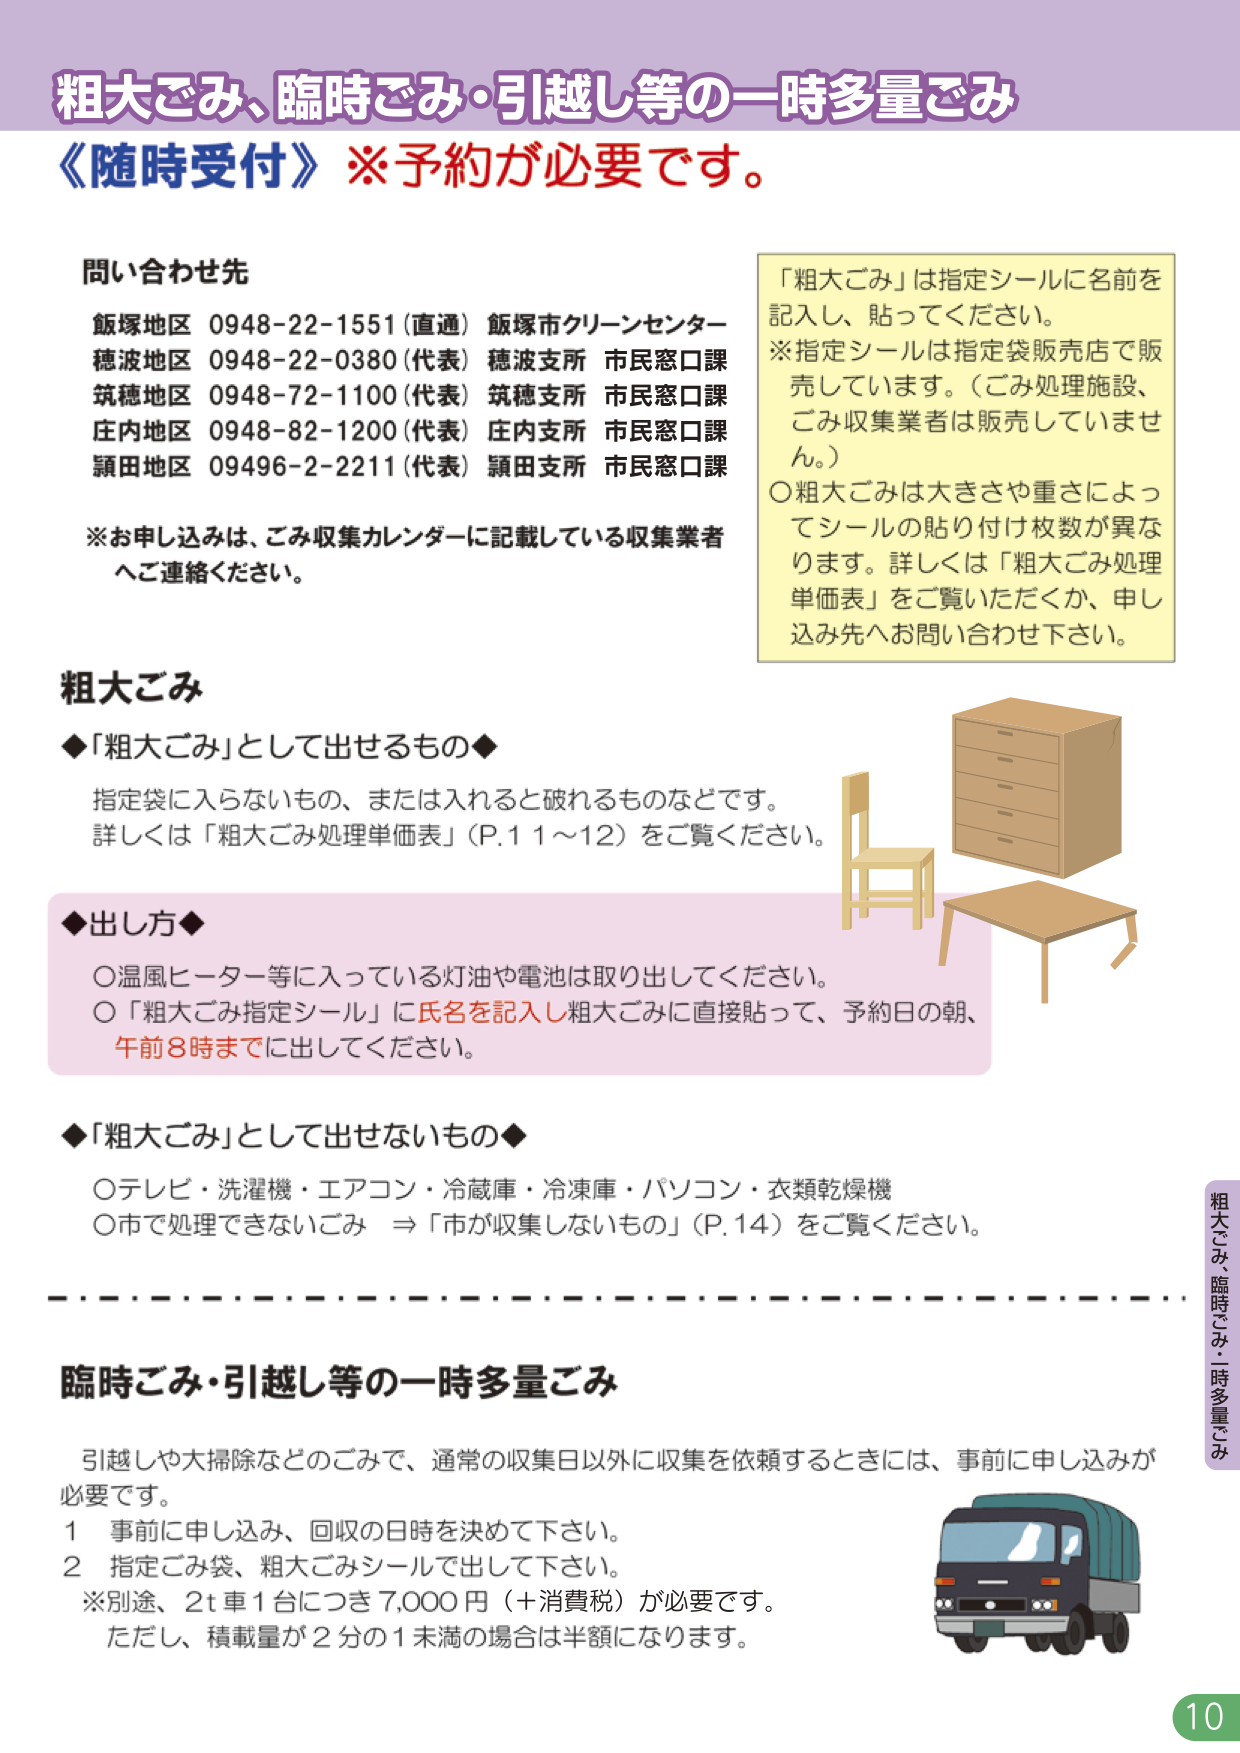 粗大ごみ、臨時ごみ・引越し等の一時多量ごみ
《随時受付》 ※予約が必要です。
問い合わせ先
飯塚地区 0948-22-1551(直通) 飯塚市クリーンセンター
穂波地区 0948-22-0380(代表) 穂波支所 市民窓口課
筑穂地区 0948-72-1100(代表) 筑穂支所 市民窓口課
庄内地区 0948-82-1200(代表) 庄内支所 市民窓口課
頴田地区 09496-2-2211(代表) 頴田支所 市民窓口課
※お申し込みは、ごみ収集カレンダーに記載している収集業者
へご連絡ください。
「粗大ごみ」は指定シールに名前を
記入し、貼ってください。
※指定シールは指定袋販売店で販
売しています。（ごみ処理施設、
ごみ収集業者は販売していませ
ん。）
○粗大ごみは大きさや重さによっ
てシールの貼り付け枚数が異な
ります。詳しくは「粗大ごみ処理
単価表」をご覧いただくか、申し
込み先へお問い合わせ下さい。
粗大ごみ
◆「粗大ごみ」として出せるもの◆
指定袋に入らないもの、または入れると破れるものなどです。
詳しくは「粗大ごみ処理単価表」（P.11～12）をご覧ください。
◆出し方◆
○温風ヒーター等に入っている灯油や電池は取り出してください。
○「粗大ごみ指定シール」に氏名を記入し粗大ごみに直接貼って、予約日の朝、
午前８時までに出してください。
◆「粗大ごみ」として出せないもの◆
○テレビ・洗濯機・エアコン・冷蔵庫・冷凍庫・パソコン・衣類乾燥機
○市で処理できないごみ ⇒「市が収集しないもの」（P.14）をご覧ください。
粗大ごみ、臨時ごみ・一時多量ごみ
臨時ごみ・引越し等の一時多量ごみ
引越しや大掃除などのごみで、通常の収集日以外に収集を依頼するときには、事前に申し込みが
必要です。
１ 事前に申し込み、回収の日時を決めて下さい。
２ 指定ごみ袋、粗大ごみシールで出して下さい。
※別途、2t車１台につき7,000円（＋消費税）が必要です。
ただし、積載量が２分の１未満の場合は半額になります。
10